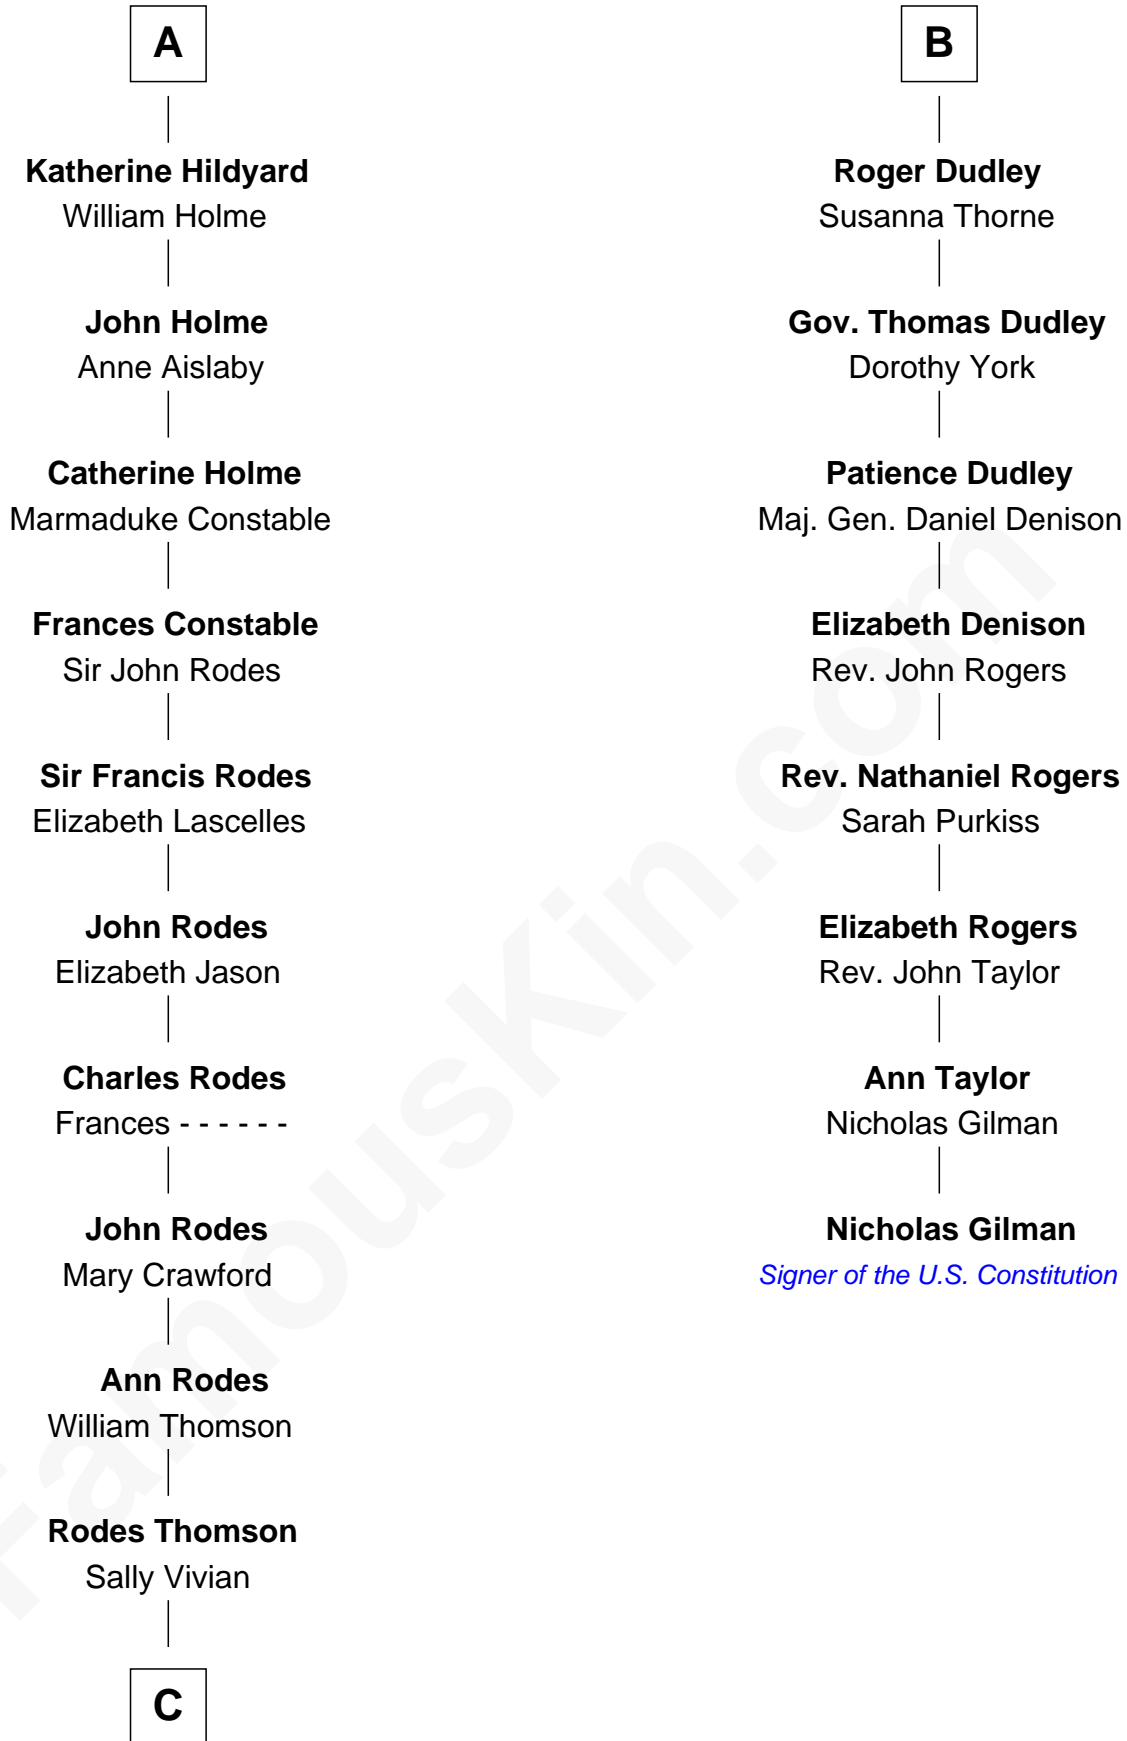 A
Katherine Hildyard
William Holme
John Holme
Anne Aislaby
Catherine Holme
Marmaduke Constable
Frances Constable
Sir John Rodes
Sir Francis Rodes
Elizabeth Lascelles
John Rodes
Elizabeth Jason
Charles Rodes
Frances - - - - - -
John Rodes
Mary Crawford
Ann Rodes
William Thomson
Rodes Thomson
Sally Vivian
C
B
Roger Dudley
Susanna Thorne
Gov. Thomas Dudley
Dorothy York
Patience Dudley
Maj. Gen. Daniel Denison
Elizabeth Denison
Rev. John Rogers
Rev. Nathaniel Rogers
Sarah Purkiss
Elizabeth Rogers
Rev. John Taylor
Ann Taylor
Nicholas Gilman
Nicholas Gilman
Signer of the U.S. Constitution
FamousKin.com